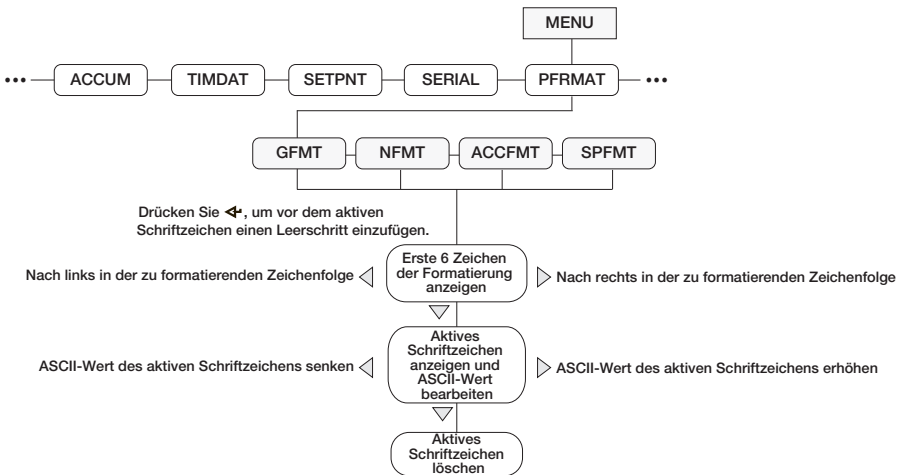 MENU
••• ACCUM TIMDAT SETPNT SERIAL PFRMAT •••
GFMT NFMT ACCFMT SPFMT
Drücken Sie , um vor dem aktiven
Schriftzeichen einen Leerschritt einzufügen.
Erste 6 Zeichen
der Formatierung
anzeigen
Nach links in der zu formatierenden Zeichenfolge
Nach rechts in der zu formatierenden Zeichenfolge
Aktives
Schriftzeichen
anzeigen und
ASCII-Wert
bearbeiten
ASCII-Wert des aktiven Schriftzeichens senken
ASCII-Wert des aktiven Schriftzeichens erhöhen
Aktives
Schriftzeichen
löschen